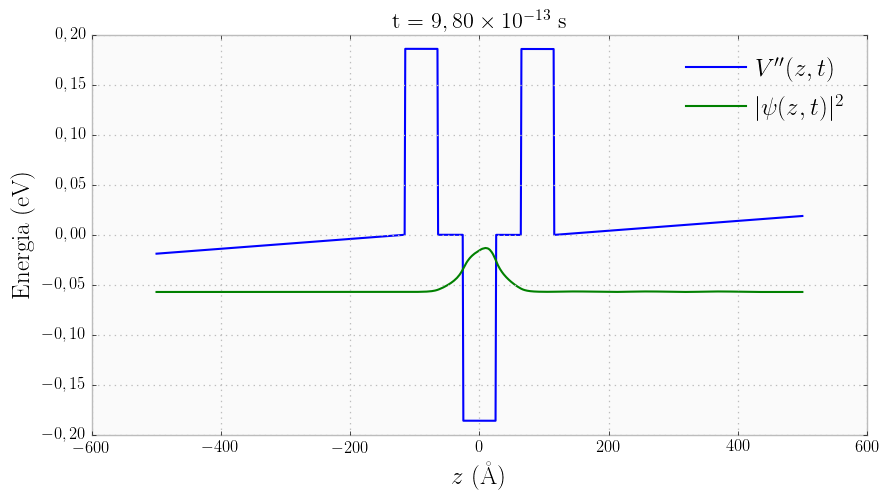 t = 9,80 × 10⁻¹³ s
V″(z, t)
|ψ(z, t)|²
Energia (eV)
0,20
0,15
0,10
0,05
0,00
−0,05
−0,10
−0,15
−0,20
−600 −400 −200 0 200 400 600
z (Å)